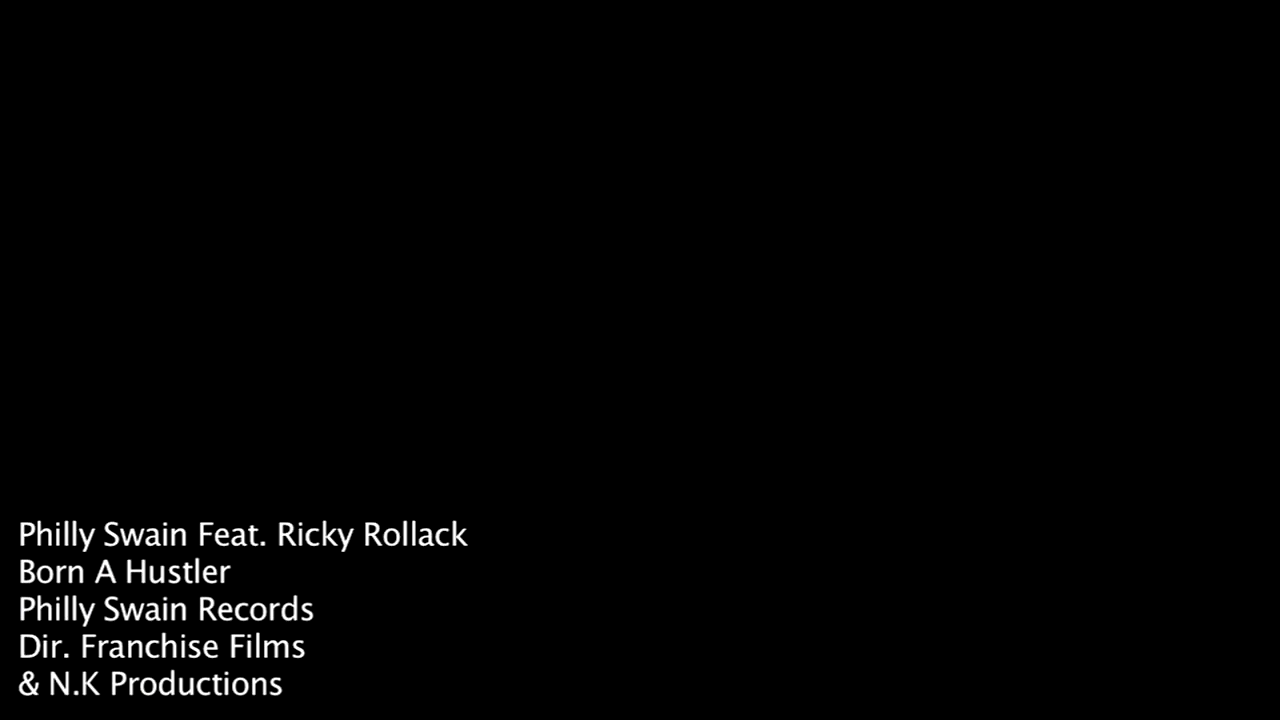 Philly Swain Feat. Ricky Rollack
Born A Hustler
Philly Swain Records
Dir. Franchise Films
& N.K Productions